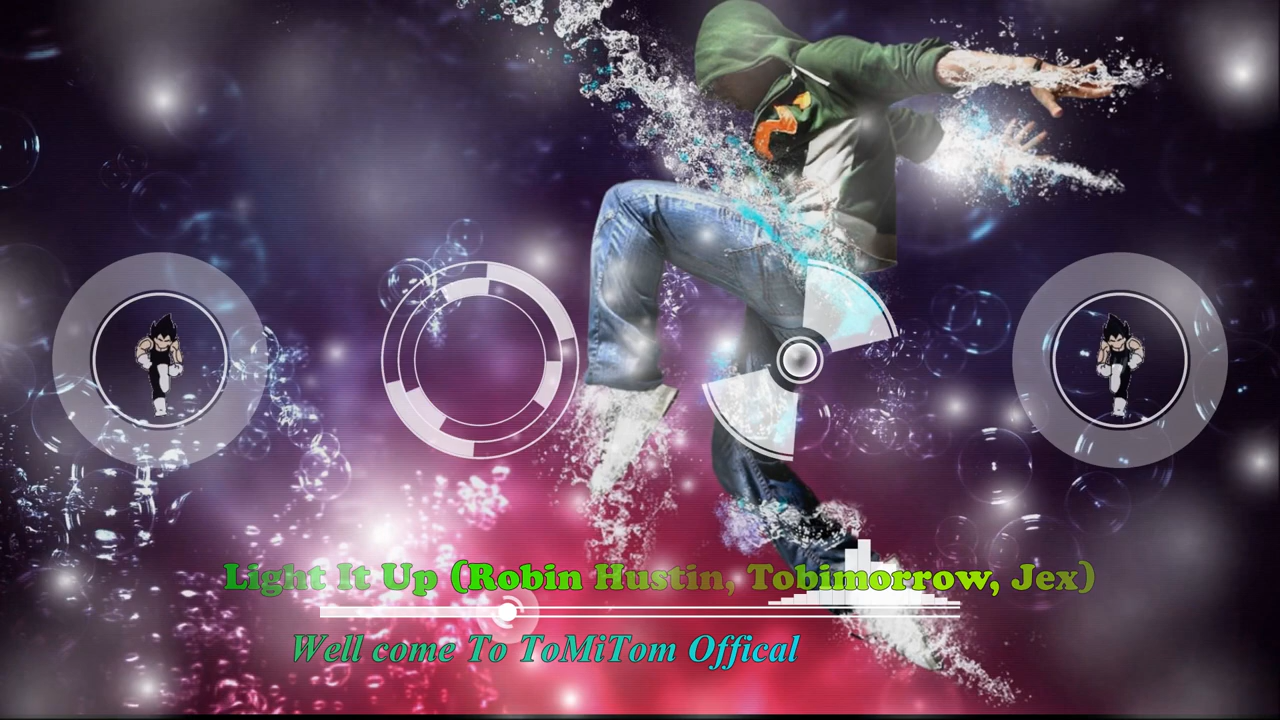 Light It Up (Robin Hustin, Tobimorrow, Jex)
Well come To ToMiTom Offical